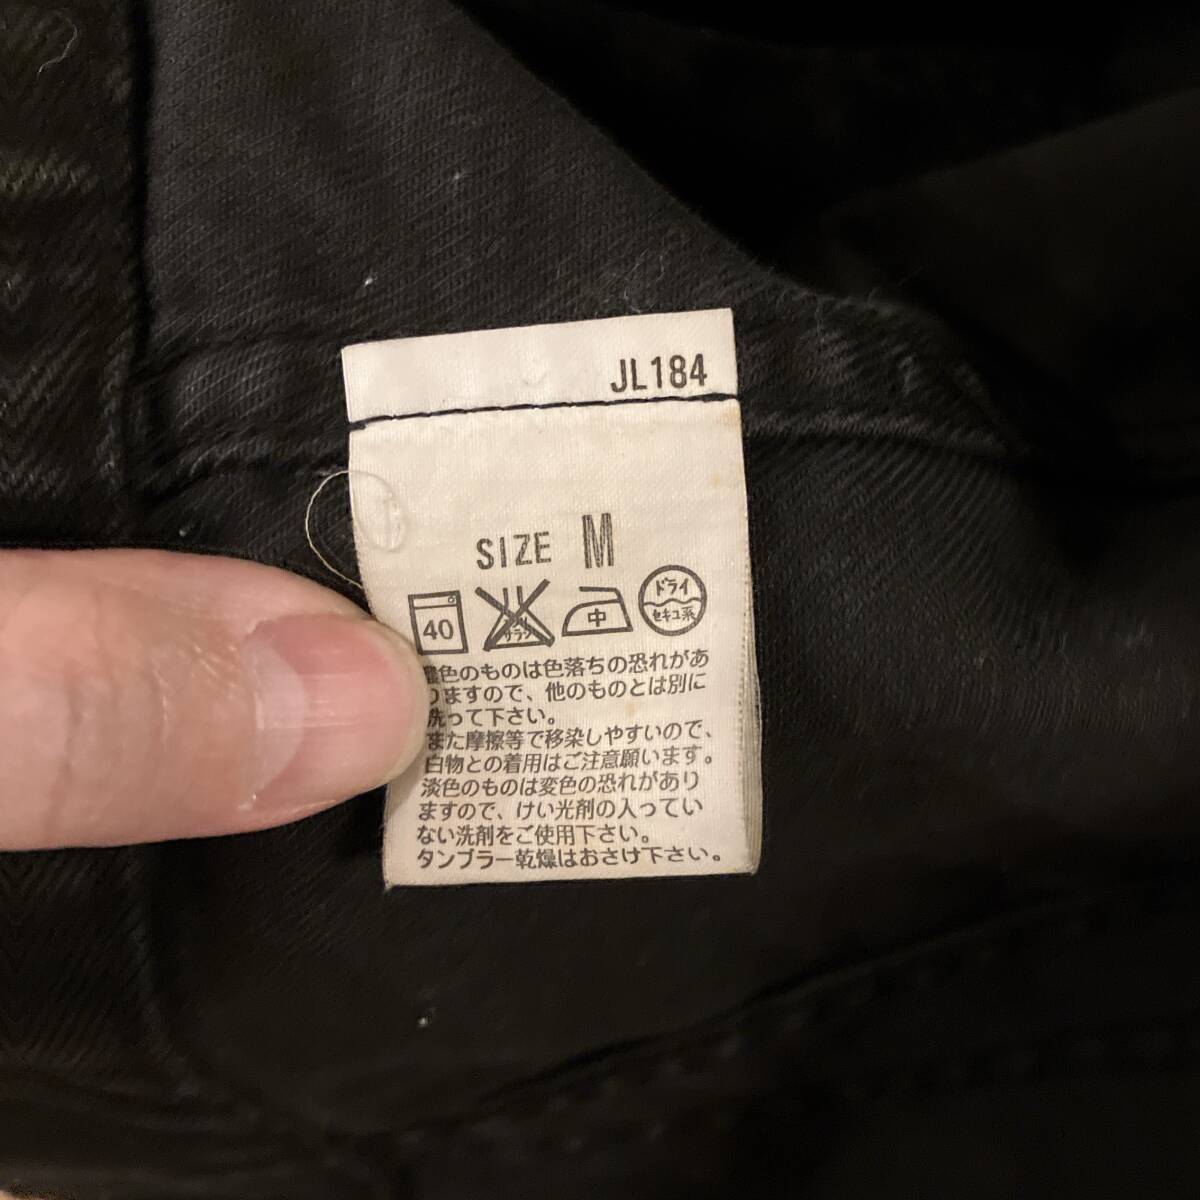 JL184
SIZE M
40
サラシ
中
ドライ
セキユ系
色のものは色落ちの恐れがあ
りますので、他のものとは別に
洗って下さい。
また摩擦等で移染しやすいので、
白物との着用はご注意願います。
淡色のものは変色の恐れがあり
ますので、けい光剤の入ってい
ない洗剤をご使用下さい。
タンブラー乾燥はおさけ下さい。